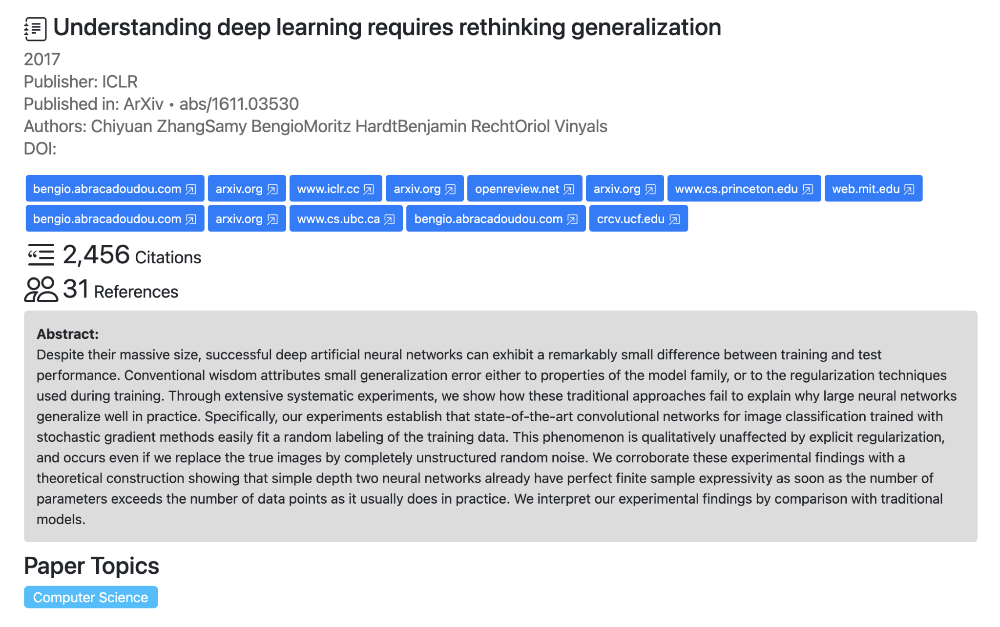 Understanding deep learning requires rethinking generalization
2017
Publisher: ICLR
Published in: ArXiv • abs/1611.03530
Authors: Chiyuan ZhangSamy BengioMoritz HardtBenjamin RechtOriol Vinyals
DOI:
bengio.abracadoudou.com arxiv.org www.iclr.cc arxiv.org openreview.net arxiv.org www.cs.princeton.edu web.mit.edu
bengio.abracadoudou.com arxiv.org www.cs.ubc.ca bengio.abracadoudou.com crcv.ucf.edu
2,456 Citations
31 References
Abstract:
Despite their massive size, successful deep artificial neural networks can exhibit a remarkably small difference between training and test
performance. Conventional wisdom attributes small generalization error either to properties of the model family, or to the regularization techniques
used during training. Through extensive systematic experiments, we show how these traditional approaches fail to explain why large neural networks
generalize well in practice. Specifically, our experiments establish that state-of-the-art convolutional networks for image classification trained with
stochastic gradient methods easily fit a random labeling of the training data. This phenomenon is qualitatively unaffected by explicit regularization,
and occurs even if we replace the true images by completely unstructured random noise. We corroborate these experimental findings with a
theoretical construction showing that simple depth two neural networks already have perfect finite sample expressivity as soon as the number of
parameters exceeds the number of data points as it usually does in practice. We interpret our experimental findings by comparison with traditional
models.
Paper Topics
Computer Science